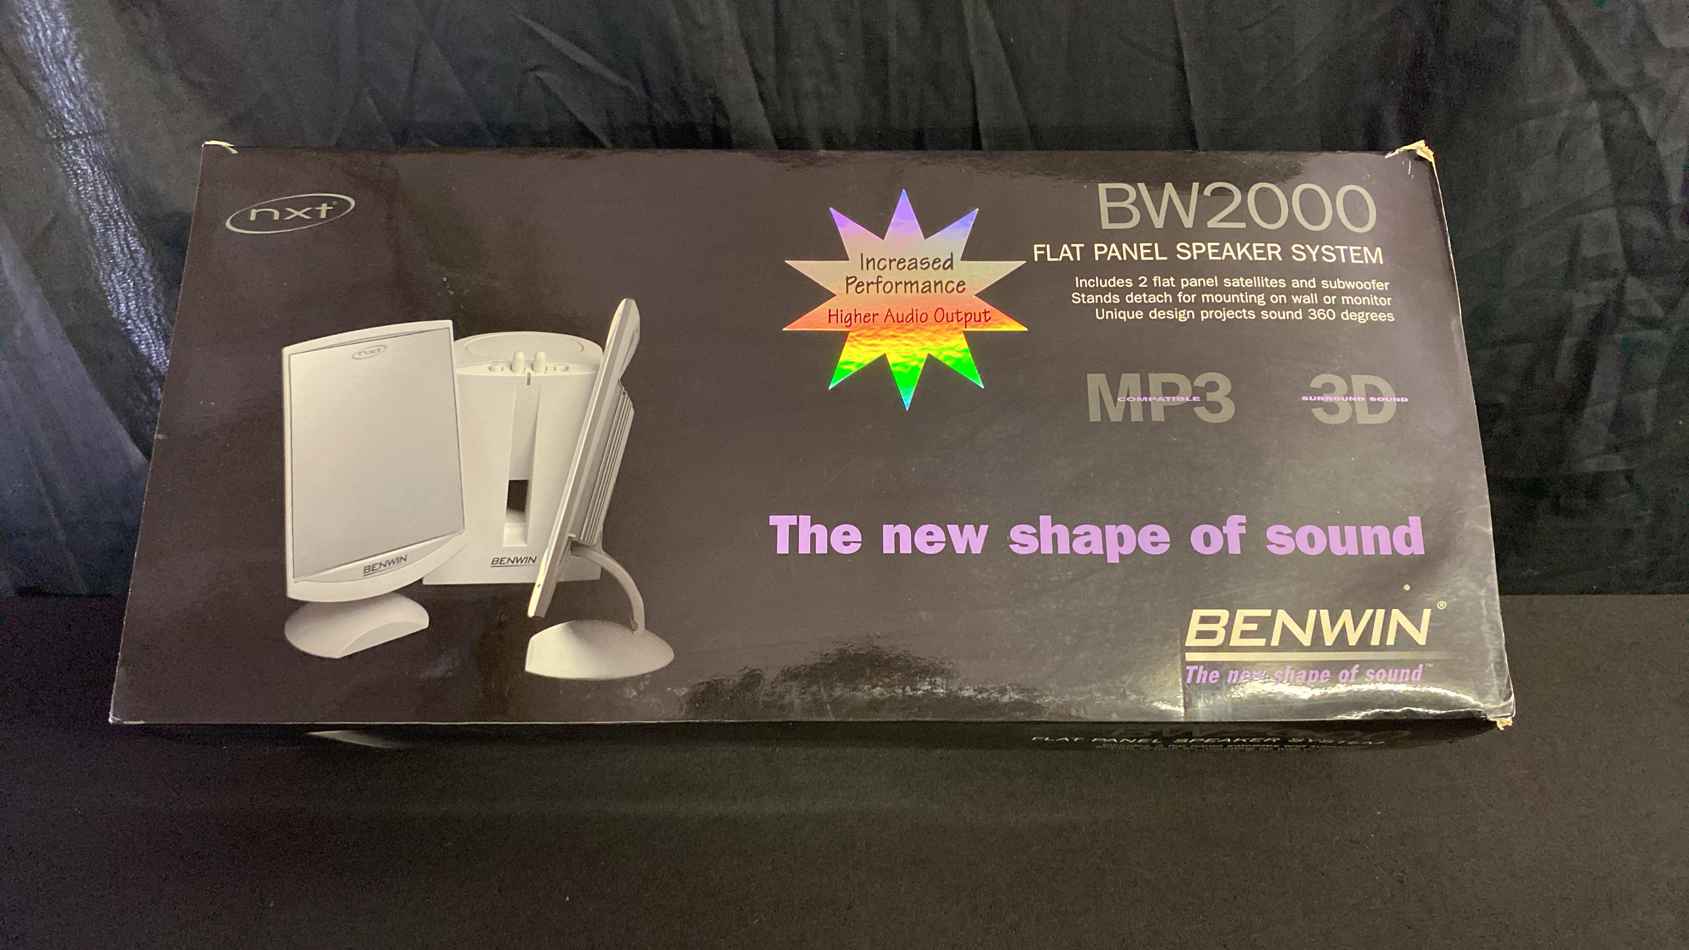 nxt
BW2000
FLAT PANEL SPEAKER SYSTEM
Includes 2 flat panel satellites and subwoofer
Stands detach for mounting on wall or monitor
Unique design projects sound 360 degrees
Increased
Performance
Higher Audio Output
MP3
COMPATIBLE
3D
SURROUND SOUND
nxt
BENWIN
BENWIN
The new shape of sound
BENWIN®
The new shape of sound™
FLAT PANEL SPEAKER SYSTEM